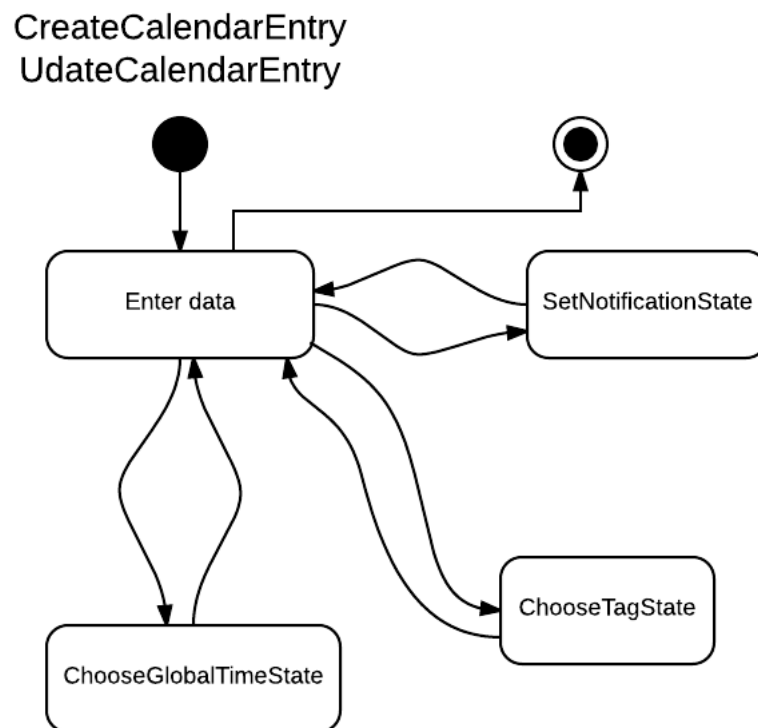 CreateCalendarEntry
UdateCalendarEntry
Enter data
SetNotificationState
ChooseTagState
ChooseGlobalTimeState